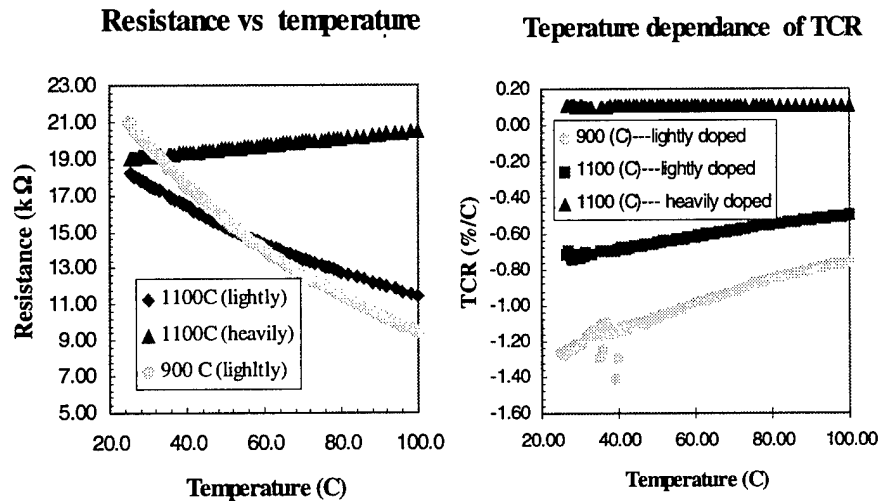 Resistance vs temperature
23.00
21.00
19.00
17.00
15.00
13.00
11.00
9.00
7.00
5.00
Resistance (kΩ)
1100C (lightly)
1100C (heavily)
900 C (lighltly)
20.0
40.0
60.0
80.0
100.0
Temperature (C)
Teperature dependance of TCR
0.20
0.00
-0.20
-0.40
-0.60
-0.80
-1.00
-1.20
-1.40
-1.60
TCR (%/C)
900 (C)---lightly doped
1100 (C)---lightly doped
1100 (C)--- heavily doped
20.00
40.00
60.00
80.00
100.00
Temperature (C)